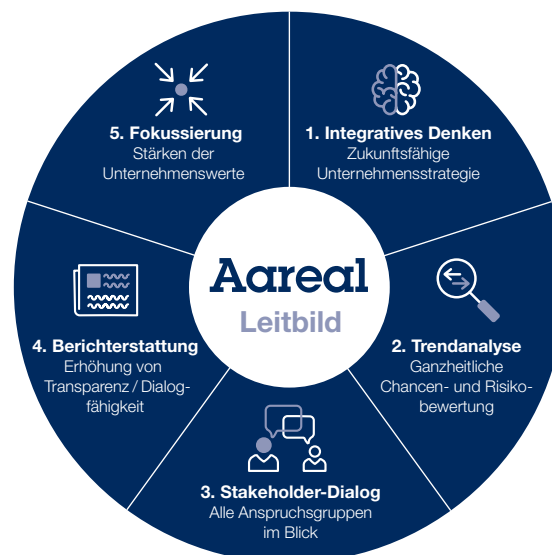 Aareal
Leitbild
1. Integratives Denken
Zukunftsfähige
Unternehmensstrategie
2. Trendanalyse
Ganzheitliche
Chancen- und Risiko-
bewertung
3. Stakeholder-Dialog
Alle Anspruchsgruppen
im Blick
4. Berichterstattung
Erhöhung von
Transparenz / Dialog-
fähigkeit
5. Fokussierung
Stärken der
Unternehmenswerte